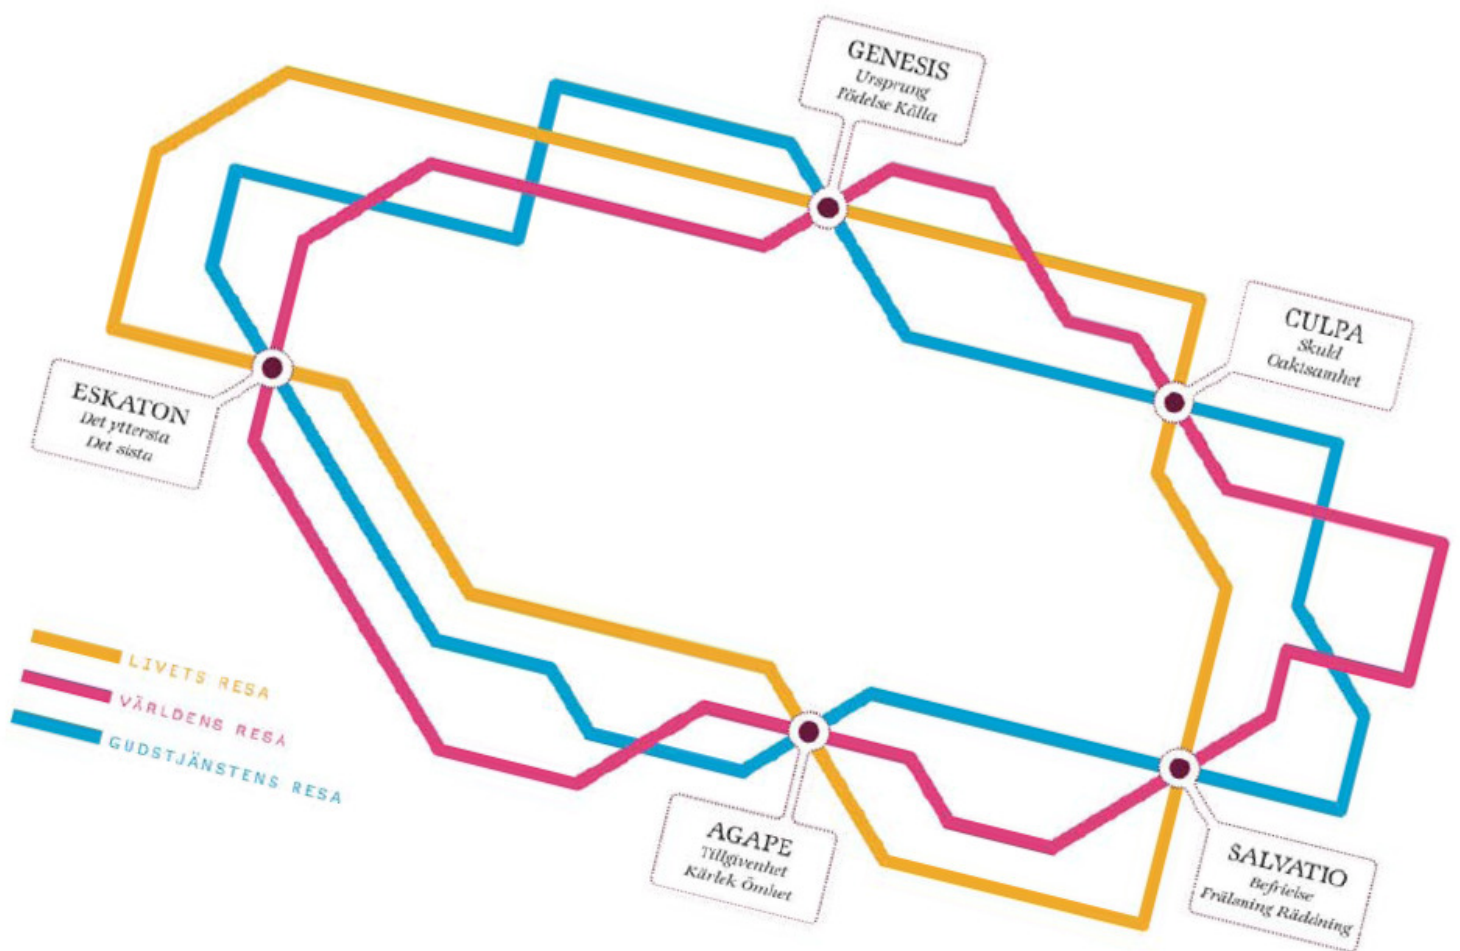 GENESIS
Ursprung
Födelse Källa
CULPA
Skuld
Oaktsamhet
ESKATON
Det yttersta
Det sista
LIVETS RESA
VÄRLDENS RESA
GUDSTJÄNSTENS RESA
AGAPE
Tillgivenhet
Kärlek Ömhet
SALVATIO
Befrielse
Frälsning Räddning